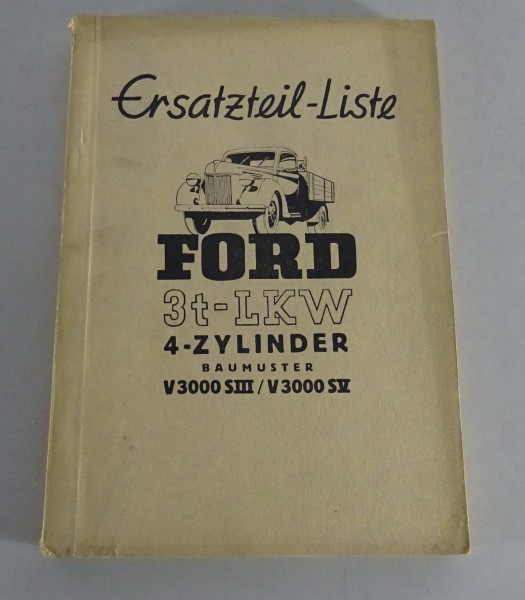 Ersatzteil-Liste
FORD
3t-LKW
4-ZYLINDER
BAUMUSTER
V3000 SIII / V3000 SV